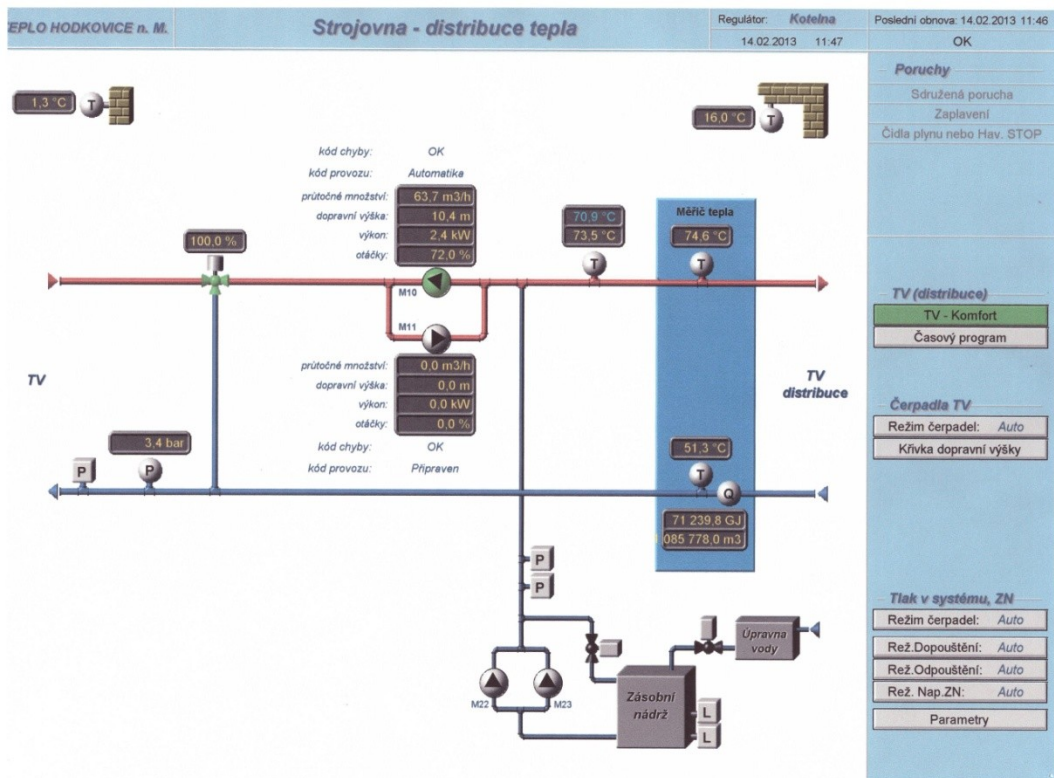 TEPLO HODKOVICE n. M.
Strojovna - distribuce tepla
Regulátor: Kotelna
14.02.2013 11:47
Poslední obnova: 14.02.2013 11:46
OK
Poruchy
Sdružená porucha
Zaplavení
Čidla plynu nebo Hav. STOP
1,3 °C
T
16,0 °C
T
kód chyby: OK
kód provozu: Automatika
průtočné množství: 63,7 m3/h
dopravní výška: 10,4 m
výkon: 2,4 kW
otáčky: 72,0 %
100,0 %
70,9 °C
73,5 °C
T
Měřič tepla
74,6 °C
T
M10
M11
průtočné množství: 0,0 m3/h
dopravní výška: 0,0 m
výkon: 0,0 kW
otáčky: 0,0 %
kód chyby: OK
kód provozu: Připraven
TV
TV
distribuce
3,4 bar
P
P
51,3 °C
T
Q
71 239,8 GJ
085 778,0 m3
P
P
M22
M23
Zásobní
nádrž
L
L
Úpravna
vody
TV (distribuce)
TV - Komfort
Časový program
Čerpadla TV
Režim čerpadel: Auto
Křivka dopravní výšky
Tlak v systému, ZN
Režim čerpadel: Auto
Rež.Dopouštění: Auto
Rež.Odpouštění: Auto
Rež. Nap.ZN: Auto
Parametry